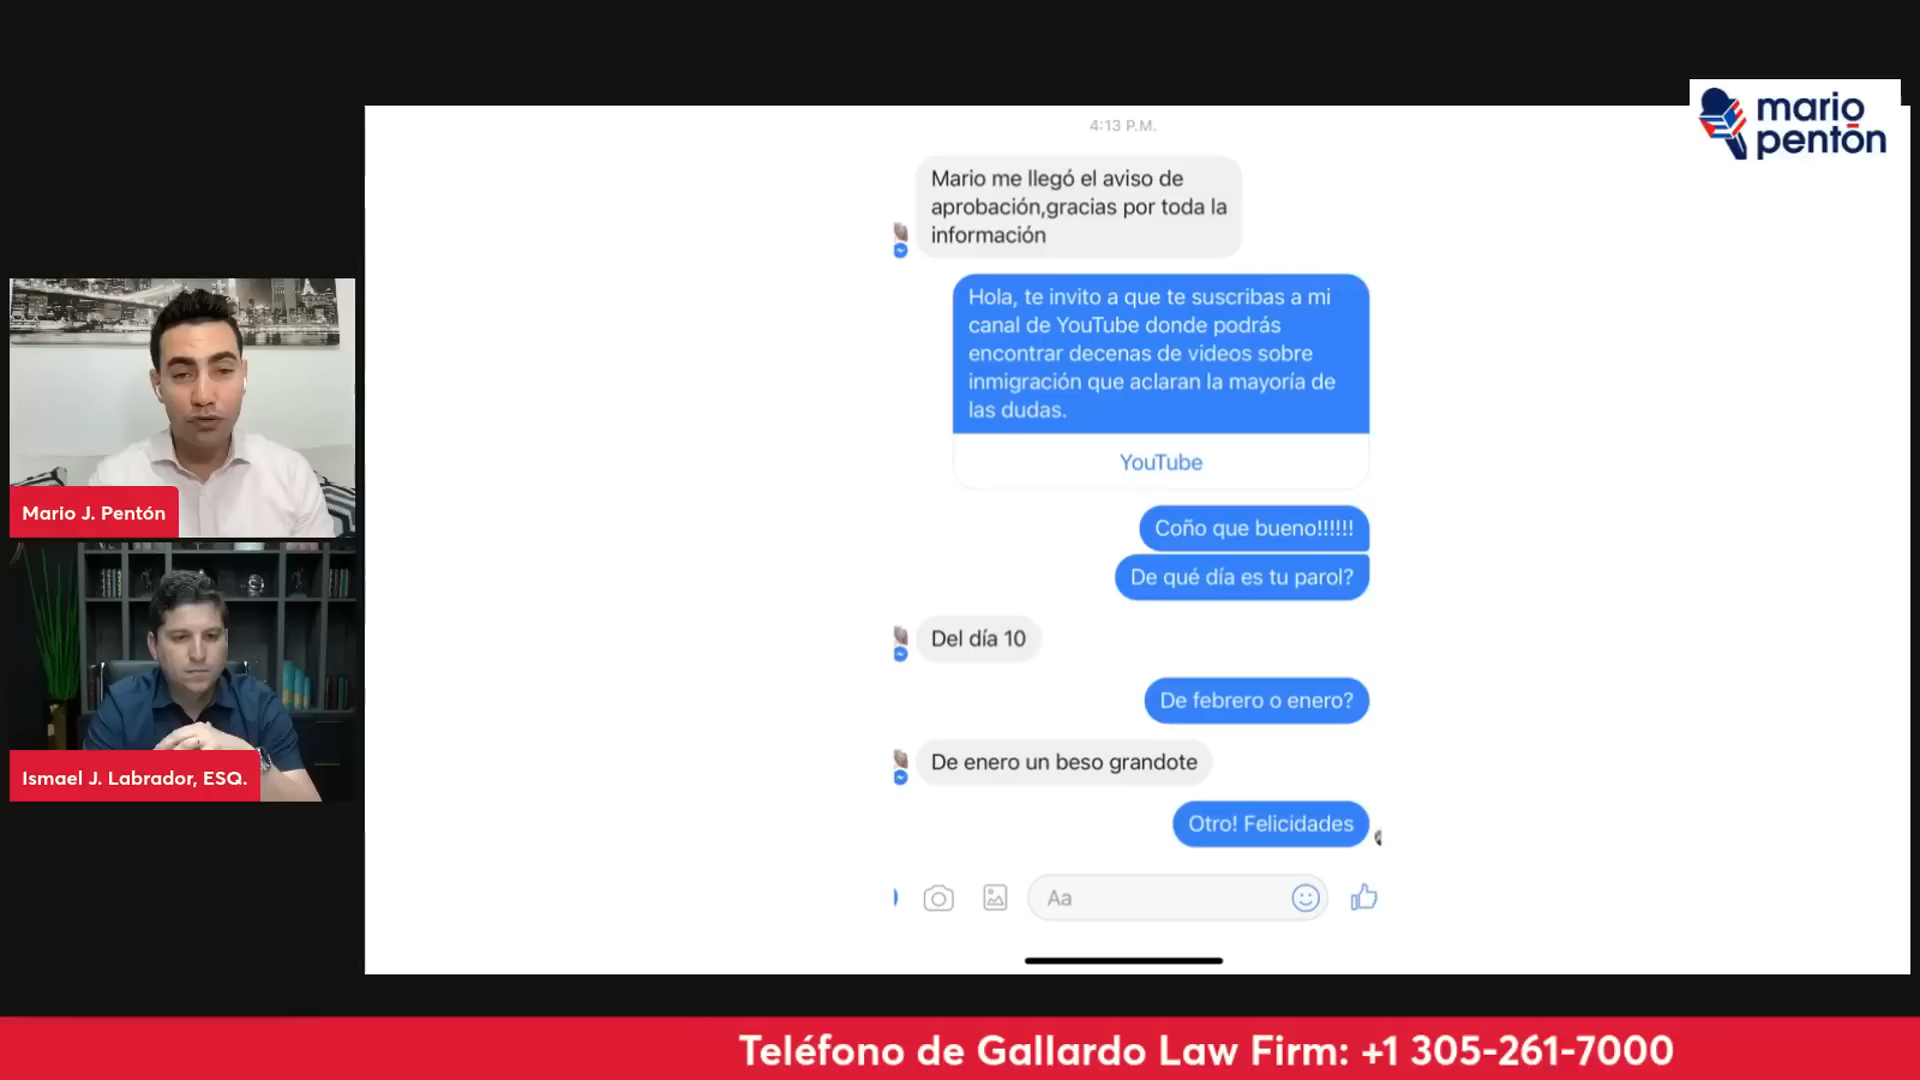 mario
pentón
4:13 P.M.
Mario me llegó el aviso de
aprobación,gracias por toda la
información
Hola, te invito a que te suscribas a mi
canal de YouTube donde podrás
encontrar decenas de videos sobre
inmigración que aclaran la mayoría de
las dudas.
YouTube
Coño que bueno!!!!!!
De qué día es tu parol?
Del día 10
De febrero o enero?
De enero un beso grandote
Otro! Felicidades
Aa
Mario J. Pentón
Ismael J. Labrador, ESQ.
Teléfono de Gallardo Law Firm: +1 305-261-7000